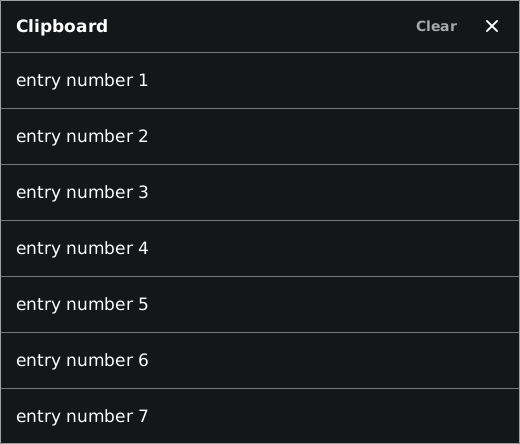 Clipboard Clear ✕
entry number 1
entry number 2
entry number 3
entry number 4
entry number 5
entry number 6
entry number 7